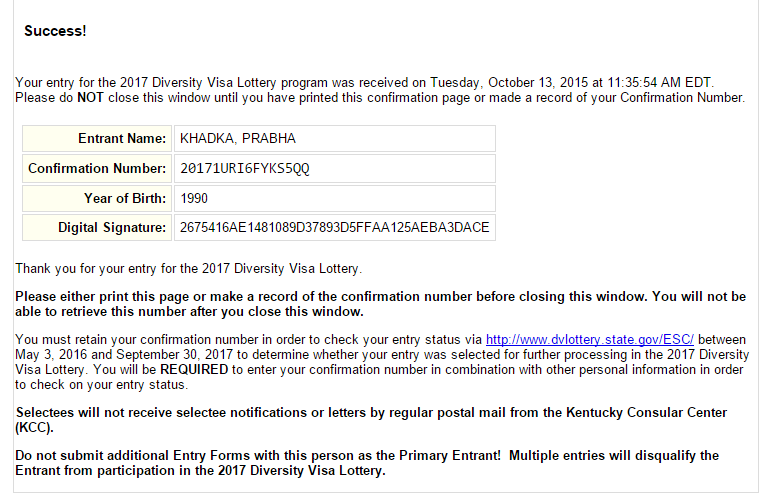 Success!
Your entry for the 2017 Diversity Visa Lottery program was received on Tuesday, October 13, 2015 at 11:35:54 AM EDT.
Please do NOT close this window until you have printed this confirmation page or made a record of your Confirmation Number.
Entrant Name: KHADKA, PRABHA
Confirmation Number: 20171URI6FYKS5QQ
Year of Birth: 1990
Digital Signature: 2675416AE1481089D37893D5FFAA125AEBA3DACE
Thank you for your entry for the 2017 Diversity Visa Lottery.
Please either print this page or make a record of the confirmation number before closing this window. You will not be
able to retrieve this number after you close this window.
You must retain your confirmation number in order to check your entry status via http://www.dvlottery.state.gov/ESC/ between
May 3, 2016 and September 30, 2017 to determine whether your entry was selected for further processing in the 2017 Diversity
Visa Lottery. You will be REQUIRED to enter your confirmation number in combination with other personal information in order
to check on your entry status.
Selectees will not receive selectee notifications or letters by regular postal mail from the Kentucky Consular Center
(KCC).
Do not submit additional Entry Forms with this person as the Primary Entrant! Multiple entries will disqualify the
Entrant from participation in the 2017 Diversity Visa Lottery.